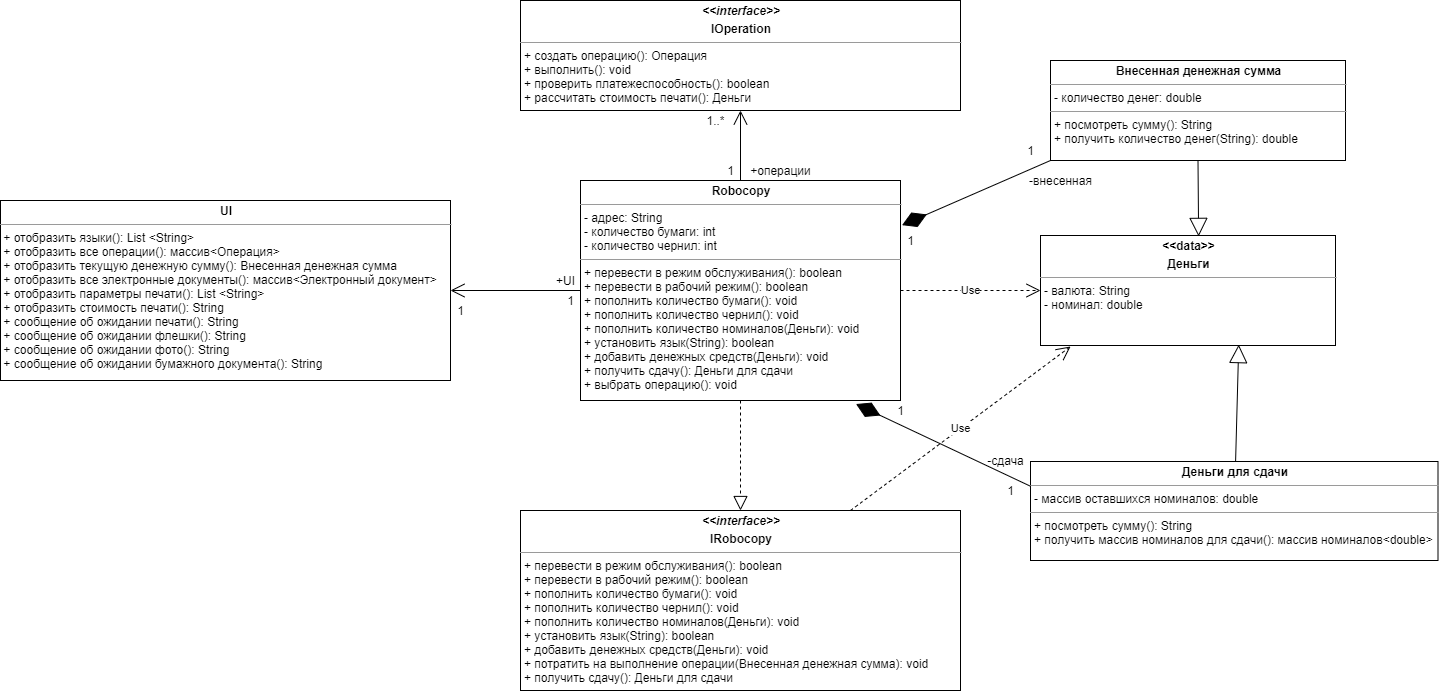 <<interface>>
IOperation
+ создать операцию(): Операция
+ выполнить(): void
+ проверить платежеспособность(): boolean
+ рассчитать стоимость печати(): Деньги
1..*
1
+операции
Внесенная денежная сумма
- количество денег: double
+ посмотреть сумму(): String
+ получить количество денег(String): double
1
-внесенная
1
UI
+ отобразить языки(): List <String>
+ отобразить все операции(): массив<Операция>
+ отобразить текущую денежную сумму(): Внесенная денежная сумма
+ отобразить все электронные документы(): массив<Электронный документ>
+ отобразить параметры печати(): List <String>
+ отобразить стоимость печати(): String
+ сообщение об ожидании печати(): String
+ сообщение об ожидании флешки(): String
+ сообщение об ожидании фото(): String
+ сообщение об ожидании бумажного документа(): String
+UI
1
1
Robocopy
- адрес: String
- количество бумаги: int
- количество чернил: int
+ перевести в режим обслуживания(): boolean
+ перевести в рабочий режим(): boolean
+ пополнить количество бумаги(): void
+ пополнить количество чернил(): void
+ пополнить количество номиналов(Деньги): void
+ установить язык(String): boolean
+ добавить денежных средств(Деньги): void
+ получить сдачу(): Деньги для сдачи
+ выбрать операцию(): void
Use
<<data>>
Деньги
- валюта: String
- номинал: double
1
Use
-сдача
1
Деньги для сдачи
- массив оставшихся номиналов: double
+ посмотреть сумму(): String
+ получить массив номиналов для сдачи(): массив номиналов<double>
<<interface>>
IRobocopy
+ перевести в режим обслуживания(): boolean
+ перевести в рабочий режим(): boolean
+ пополнить количество бумаги(): void
+ пополнить количество чернил(): void
+ пополнить количество номиналов(Деньги): void
+ установить язык(String): boolean
+ добавить денежных средств(Деньги): void
+ потратить на выполнение операции(Внесенная денежная сумма): void
+ получить сдачу(): Деньги для сдачи